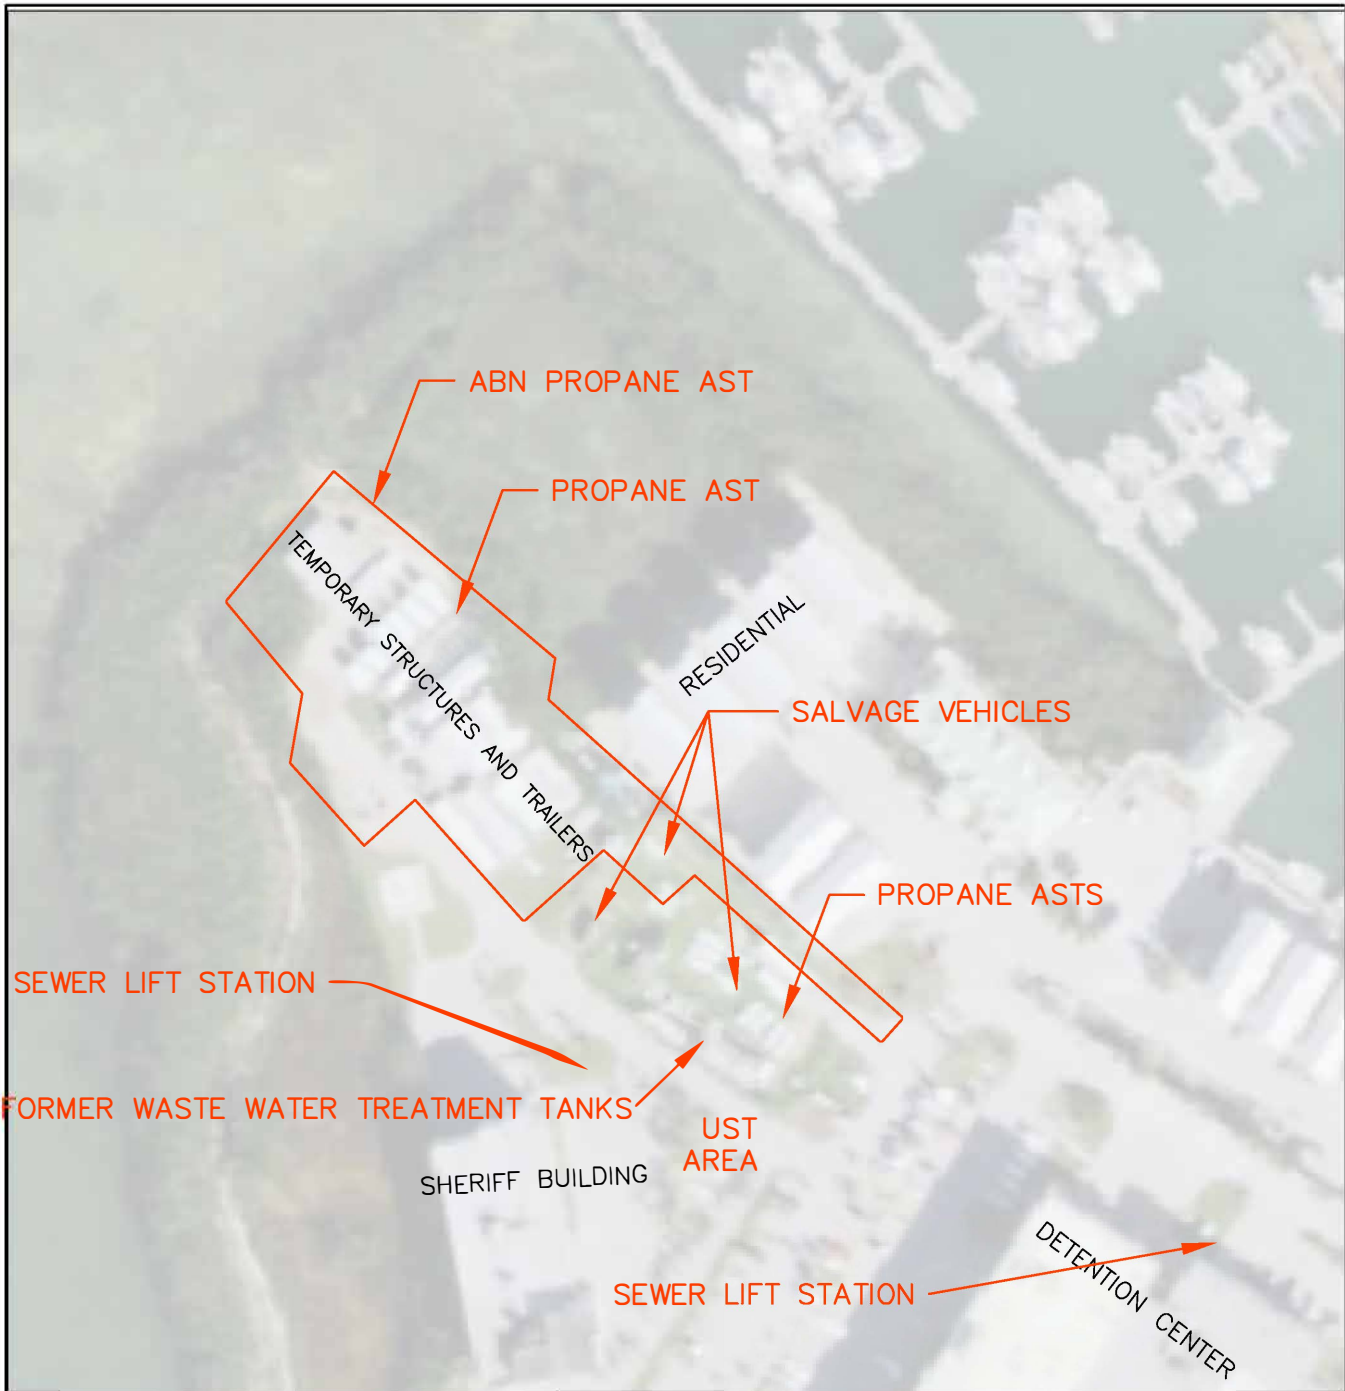 ABN PROPANE AST
PROPANE AST
TEMPORARY STRUCTURES AND TRAILERS
RESIDENTIAL
SALVAGE VEHICLES
PROPANE ASTS
SEWER LIFT STATION
FORMER WASTE WATER TREATMENT TANKS
UST
AREA
SHERIFF BUILDING
DETENTION CENTER
SEWER LIFT STATION